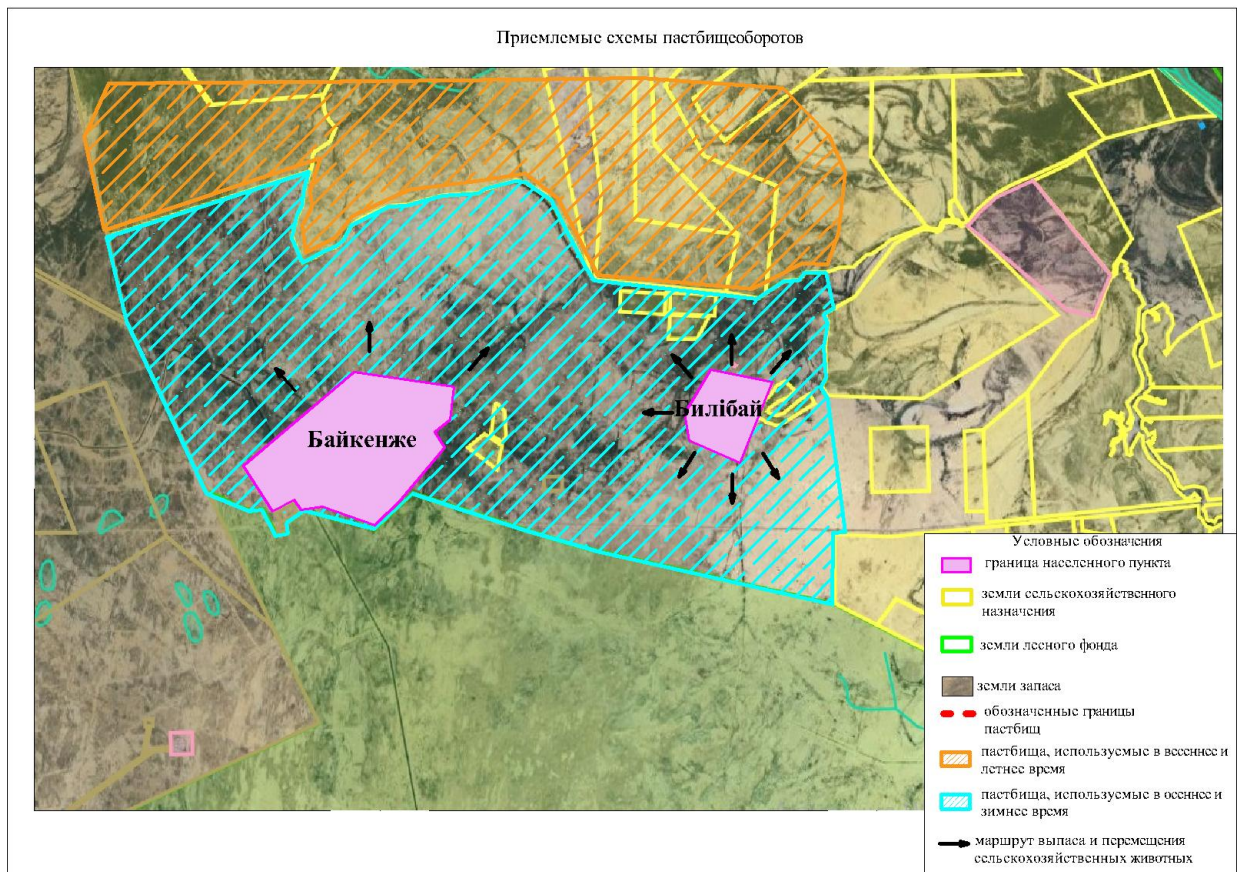 Приемлемые схемы пастбищеоборотов
Байкенже
Билібай
Условные обозначения
граница населенного пункта
земли сельскохозяйственного
назначения
земли лесного фонда
земли запаса
обозначенные границы
пастбищ
пастбища, используемые в весеннее и
летнее время
пастбища, используемые в осеннее и
зимнее время
маршрут выпаса и перемещения
сельскохозяйственных животных